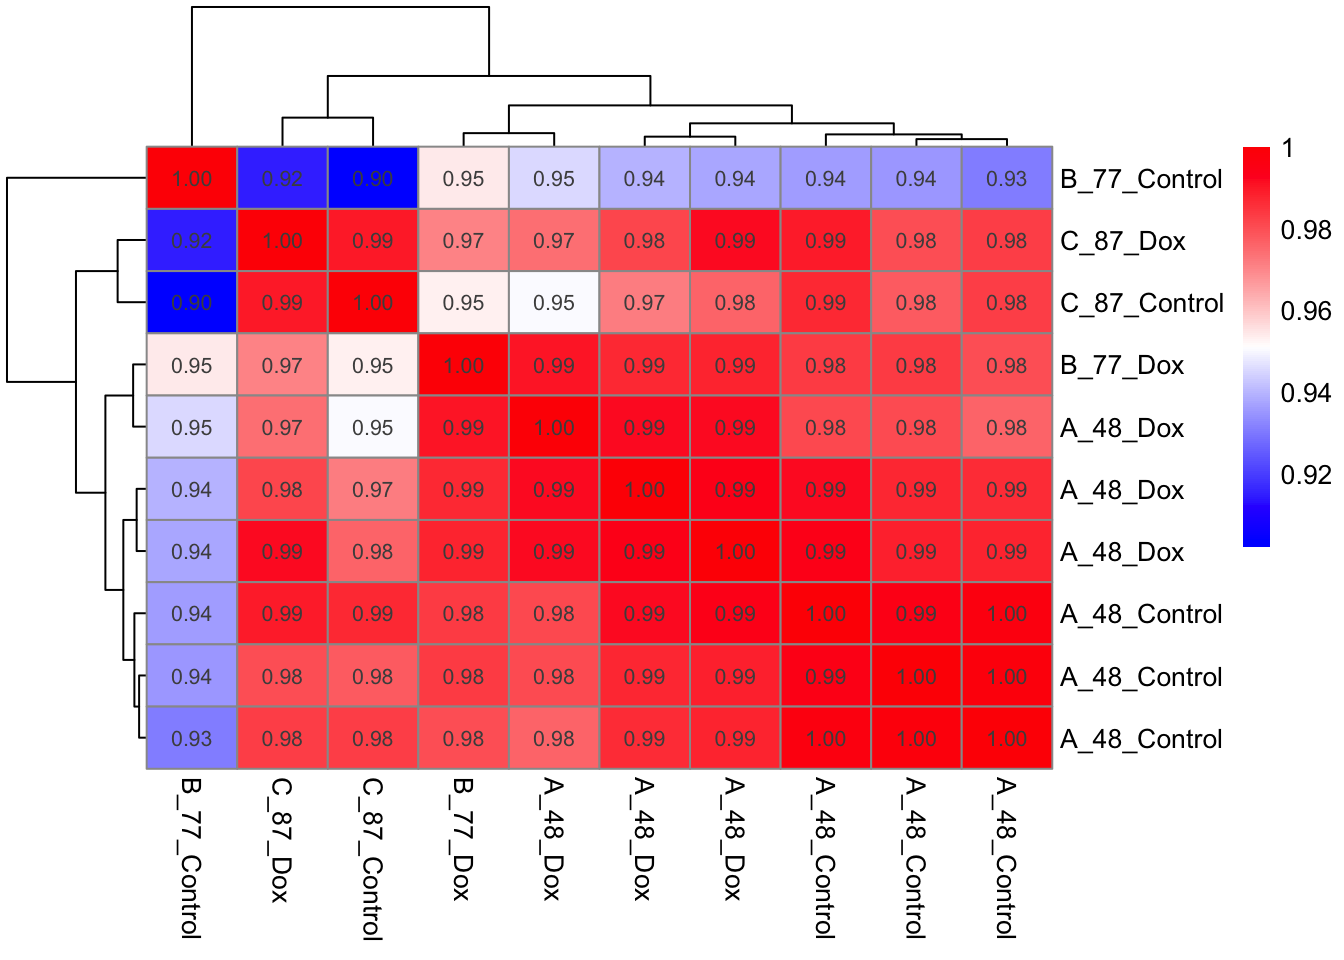 1.00 0.92 0.90 0.95 0.95 0.94 0.94 0.94 0.94 0.93 B_77_Control
0.92 1.00 0.99 0.97 0.97 0.98 0.99 0.99 0.98 0.98 C_87_Dox
0.90 0.99 1.00 0.95 0.95 0.97 0.98 0.99 0.98 0.98 C_87_Control
0.95 0.97 0.95 1.00 0.99 0.99 0.99 0.98 0.98 0.98 B_77_Dox
0.95 0.97 0.95 0.99 1.00 0.99 0.99 0.98 0.98 0.98 A_48_Dox
0.94 0.98 0.97 0.99 0.99 1.00 0.99 0.99 0.99 0.99 A_48_Dox
0.94 0.99 0.98 0.99 0.99 0.99 1.00 0.99 0.99 0.99 A_48_Dox
0.94 0.99 0.99 0.98 0.98 0.99 0.99 1.00 0.99 1.00 A_48_Control
0.94 0.98 0.98 0.98 0.98 0.99 0.99 0.99 1.00 1.00 A_48_Control
0.93 0.98 0.98 0.98 0.98 0.99 0.99 1.00 1.00 1.00 A_48_Control
B_77_Control
C_87_Dox
C_87_Control
B_77_Dox
A_48_Dox
A_48_Dox
A_48_Dox
A_48_Control
A_48_Control
A_48_Control
1
0.98
0.96
0.94
0.92